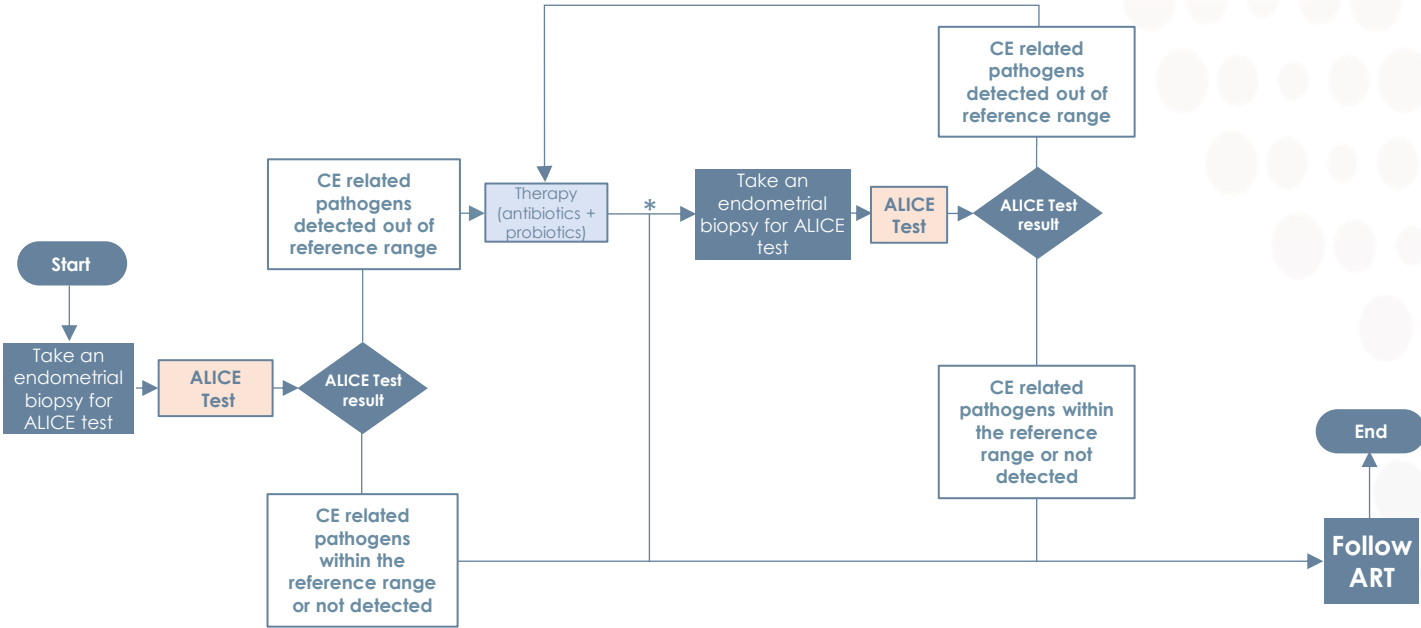 Start
Take an
endometrial
biopsy for
ALICE test
ALICE
Test
ALICE Test
result
CE related
pathogens
detected out of
reference range
CE related
pathogens
within the
reference range
or not detected
Therapy
(antibiotics +
probiotics)
*
Take an
endometrial
biopsy for ALICE
test
ALICE
Test
ALICE Test
result
CE related
pathogens
detected out of
reference range
CE related
pathogens within
the reference
range or not
detected
Follow
ART
End